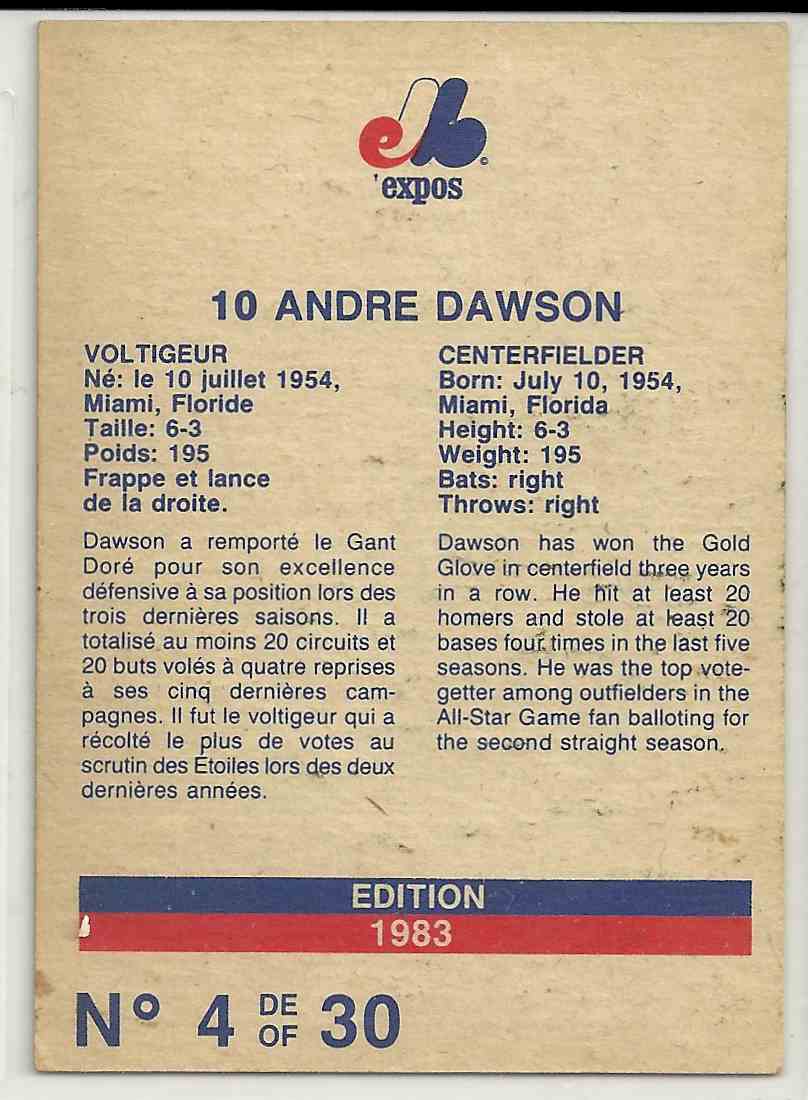 'expos
10 ANDRE DAWSON
VOLTIGEUR
Né: le 10 juillet 1954,
Miami, Floride
Taille: 6-3
Poids: 195
Frappe et lance
de la droite.
Dawson a remporté le Gant
Doré pour son excellence
défensive à sa position lors des
trois dernières saisons. Il a
totalisé au moins 20 circuits et
20 buts volés à quatre reprises
à ses cinq dernières cam-
pagnes. Il fut le voltigeur qui a
récolté le plus de votes au
scrutin des Étoiles lors des deux
dernières années.
CENTERFIELDER
Born: July 10, 1954,
Miami, Florida
Height: 6-3
Weight: 195
Bats: right
Throws: right
Dawson has won the Gold
Glove in centerfield three years
in a row. He hit at least 20
homers and stole at least 20
bases four times in the last five
seasons. He was the top vote-
getter among outfielders in the
All-Star Game fan balloting for
the second straight season.
EDITION
1983
Nº 4 DE OF 30